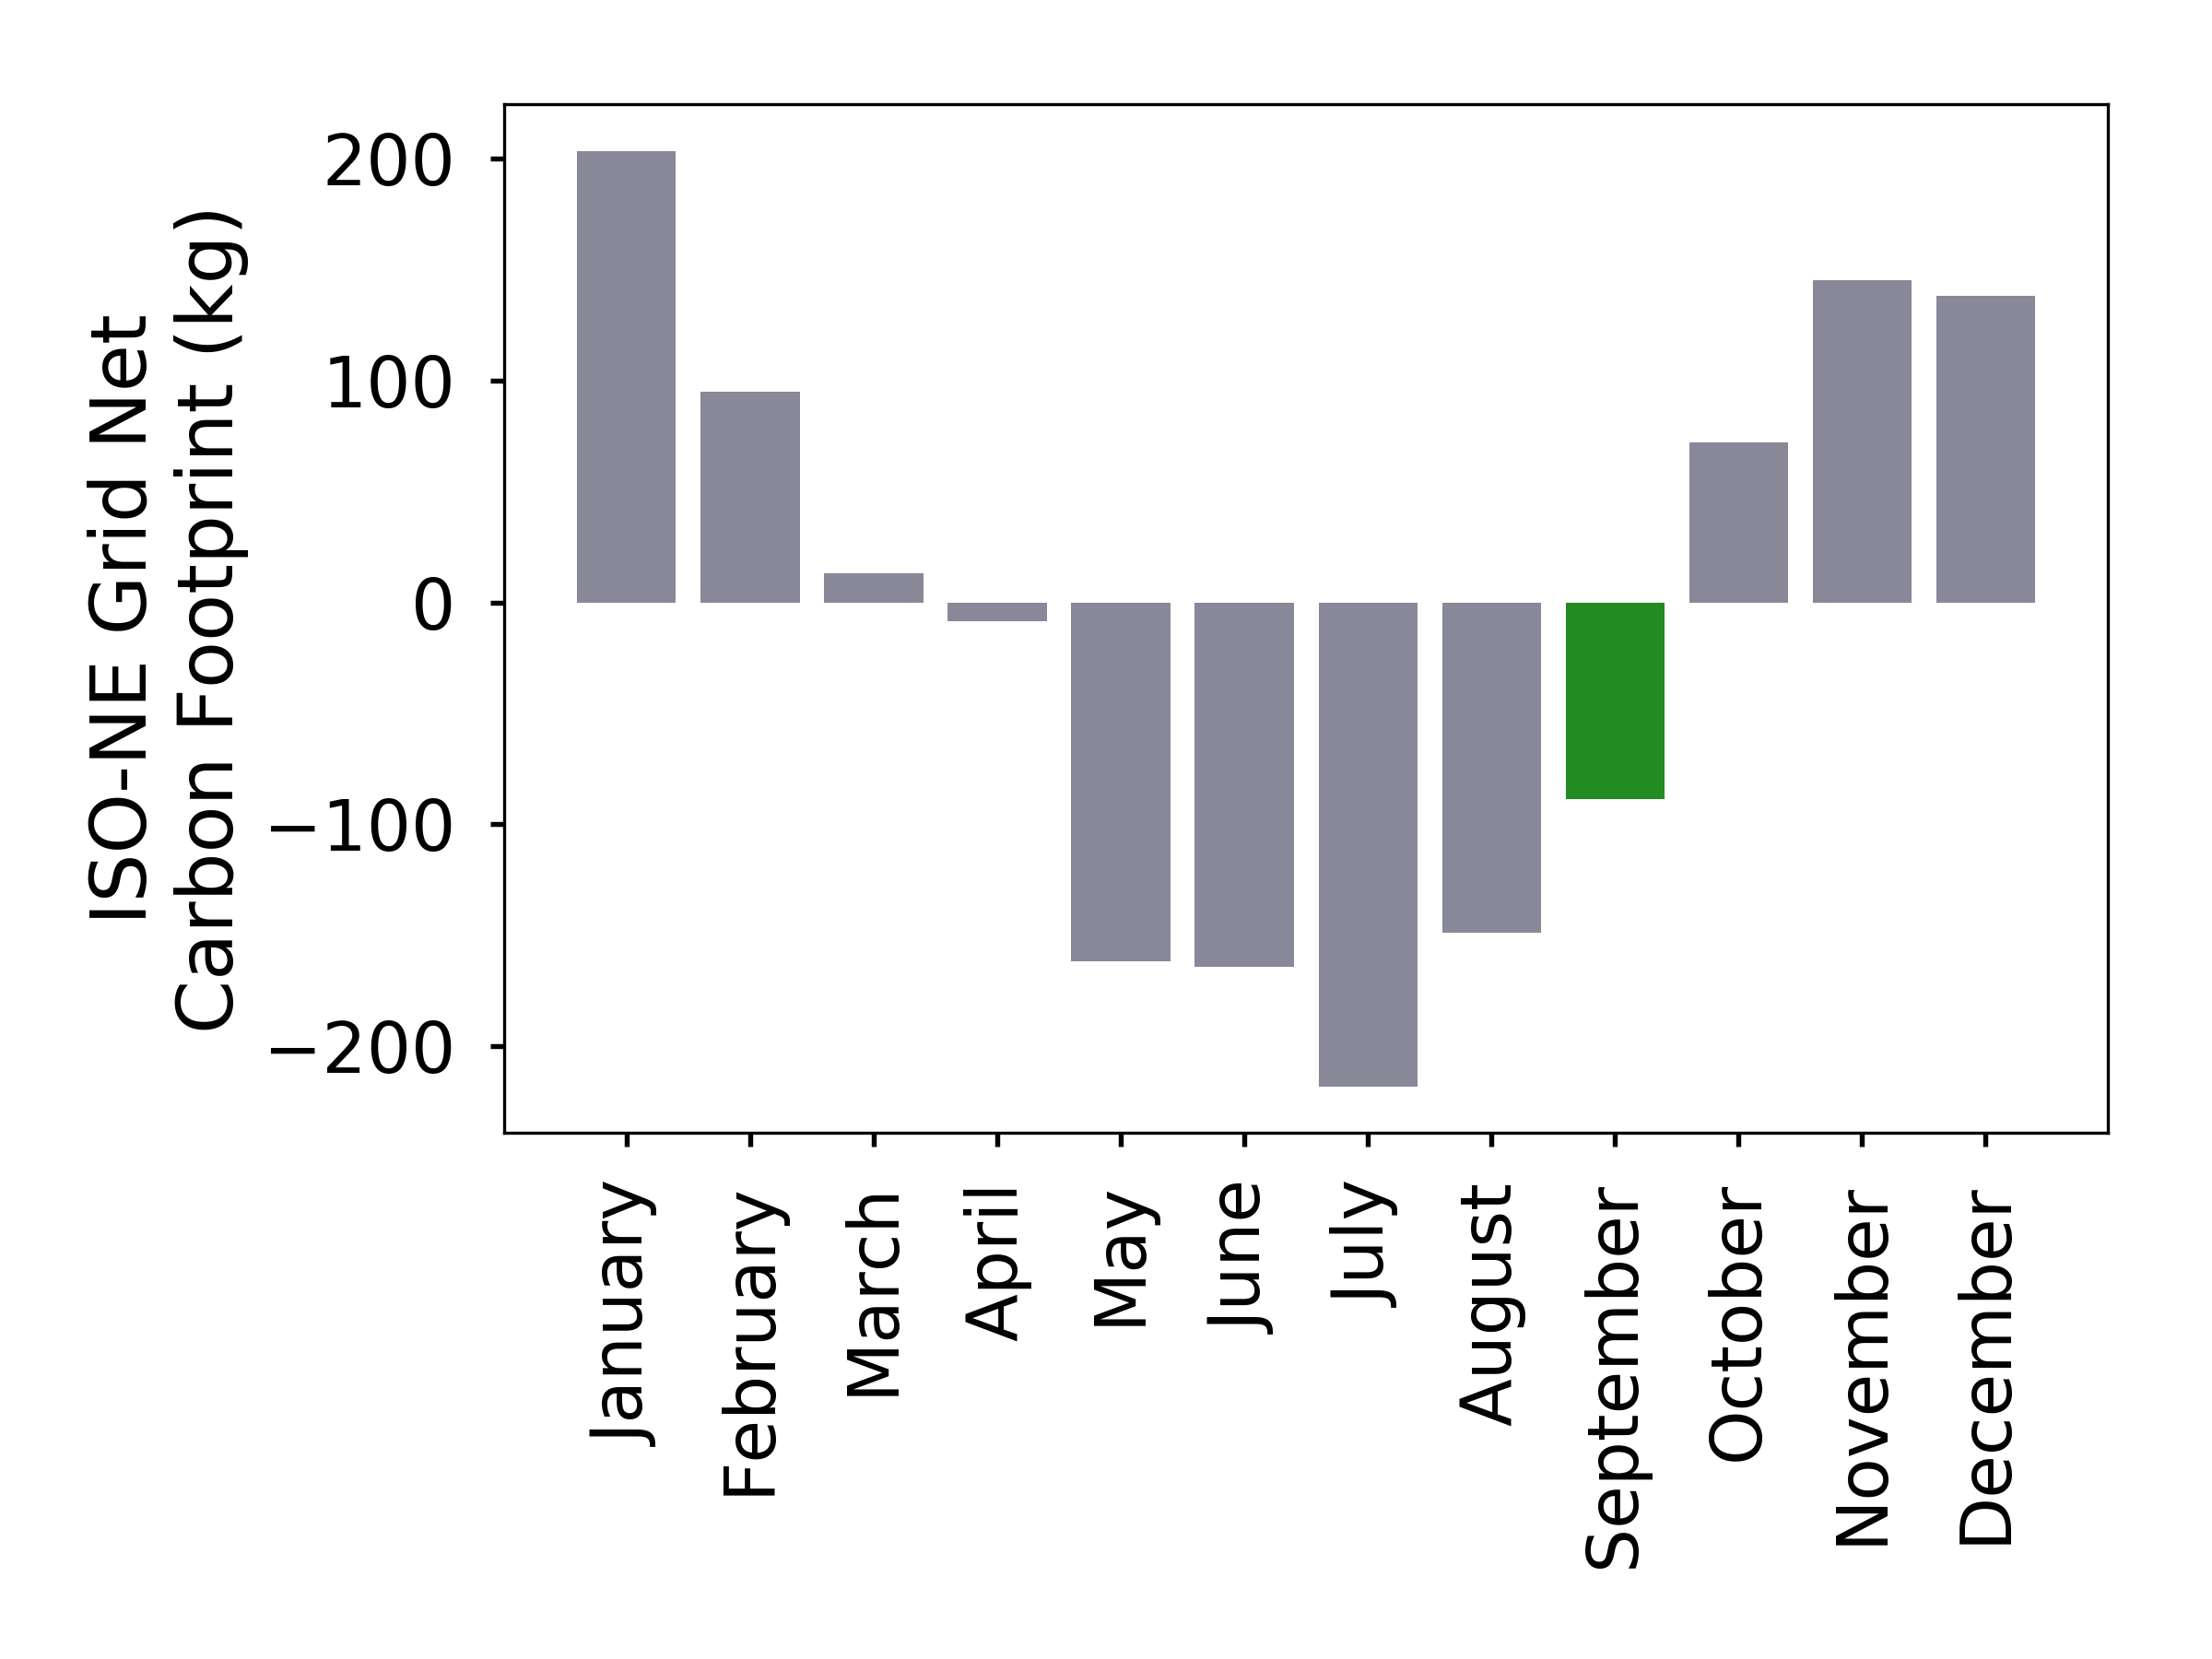 ISO-NE Grid Net
Carbon Footprint (kg)
200
100
0
−100
−200
January
February
March
April
May
June
July
August
September
October
November
December